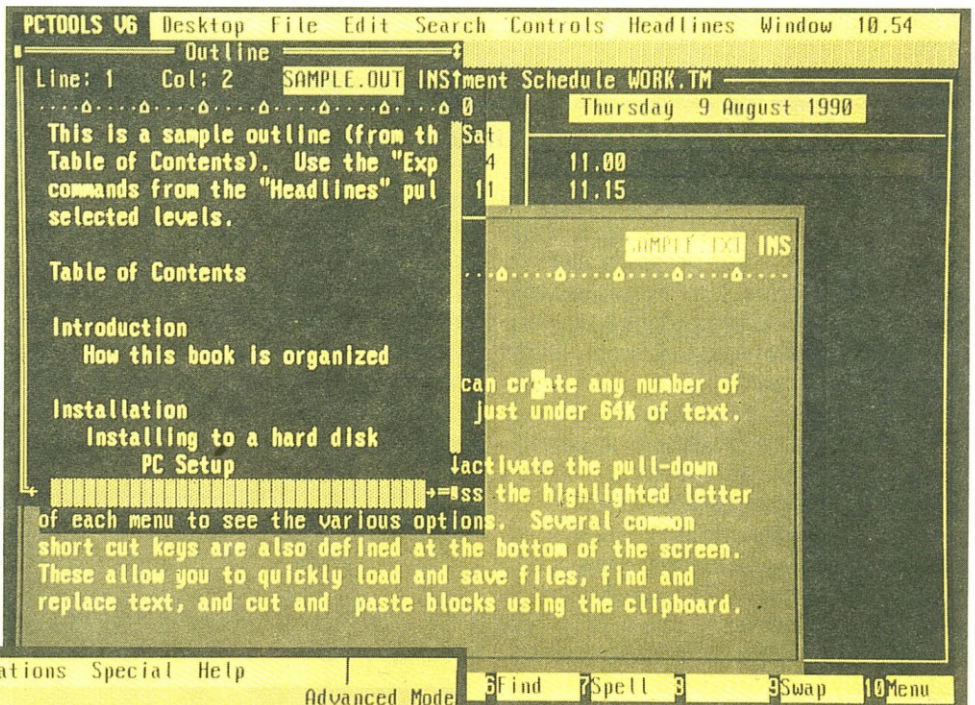 PCTOOLS V6 Desktop File Edit Search Controls Headlines Window 10.54
Outline
Line: 1 Col: 2 SAMPLE.OUT INStment Schedule WORK.TM
0 Thursday 9 August 1990
This is a sample outline (from th Sat
Table of Contents). Use the "Exp 4 11.00
commands from the "Headlines" pul 11 11.15
selected levels.
SAMPLE.TXT INS
Table of Contents
Introduction
How this book is organized
can create any number of
Installation just under 64K of text.
Installing to a hard disk
PC Setup activate the pull-down
ss the highlighted letter
of each menu to see the various options. Several common
short cut keys are also defined at the bottom of the screen.
These allow you to quickly load and save files, find and
replace text, and cut and paste blocks using the clipboard.
ations Special Help
Advanced Mode 6Find 7Spell 8 9Swap 10Menu